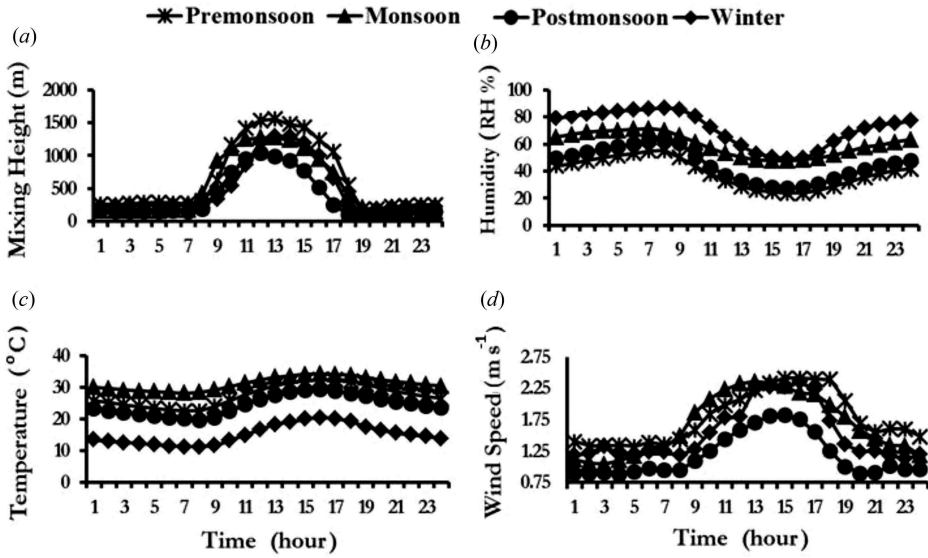 Premonsoon Monsoon Postmonsoon Winter
(a)
Mixing Height (m)
2000
1500
1000
500
0
1 3 5 7 9 11 13 15 17 19 21 23
(b)
Humidity (RH %)
100
80
60
40
20
0
1 3 5 7 9 11 13 15 17 19 21 23
(c)
Temperature (°C)
40
30
20
10
0
1 3 5 7 9 11 13 15 17 19 21 23
Time (hour)
(d)
Wind Speed (m s-1)
2.75
2.25
1.75
1.25
0.75
1 3 5 7 9 11 13 15 17 19 21 23
Time (hour)